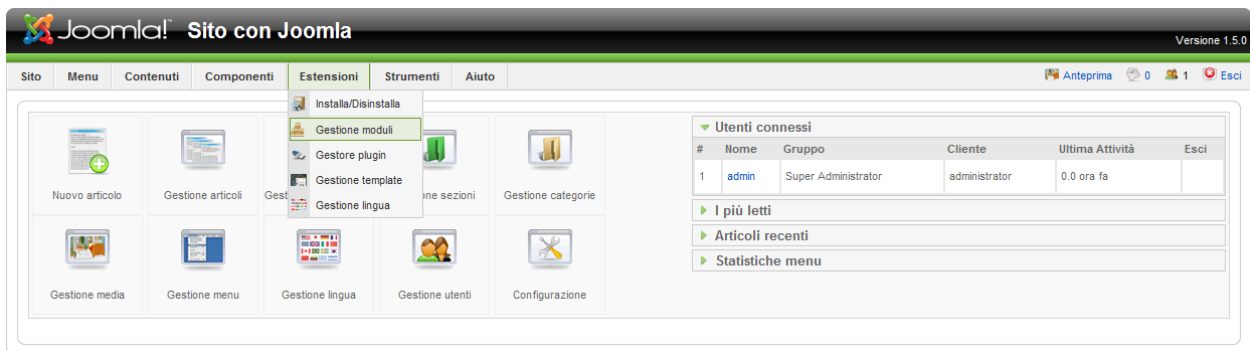 Joomla!™ Sito con Joomla
Versione 1.5.0
Sito Menu Contenuti Componenti Estensioni Strumenti Aiuto Anteprima 0 1 Esci
Installa/Disinstalla
Gestione moduli
Gestore plugin
Gestione template
Gestione lingua
Nuovo articolo Gestione articoli Gest ne sezioni Gestione categorie
Gestione media Gestione menu Gestione lingua Gestione utenti Configurazione
Utenti connessi
# Nome Gruppo Cliente Ultima Attività Esci
1 admin Super Administrator administrator 0.0 ora fa
I più letti
Articoli recenti
Statistiche menu